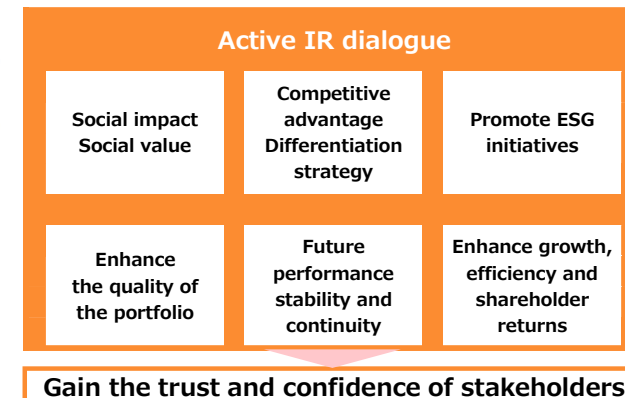 Active IR dialogue
Social impact
Social value
Competitive
advantage
Differentiation
strategy
Promote ESG
initiatives
Enhance
the quality of
the portfolio
Future
performance
stability and
continuity
Enhance growth,
efficiency and
shareholder
returns
Gain the trust and confidence of stakeholders